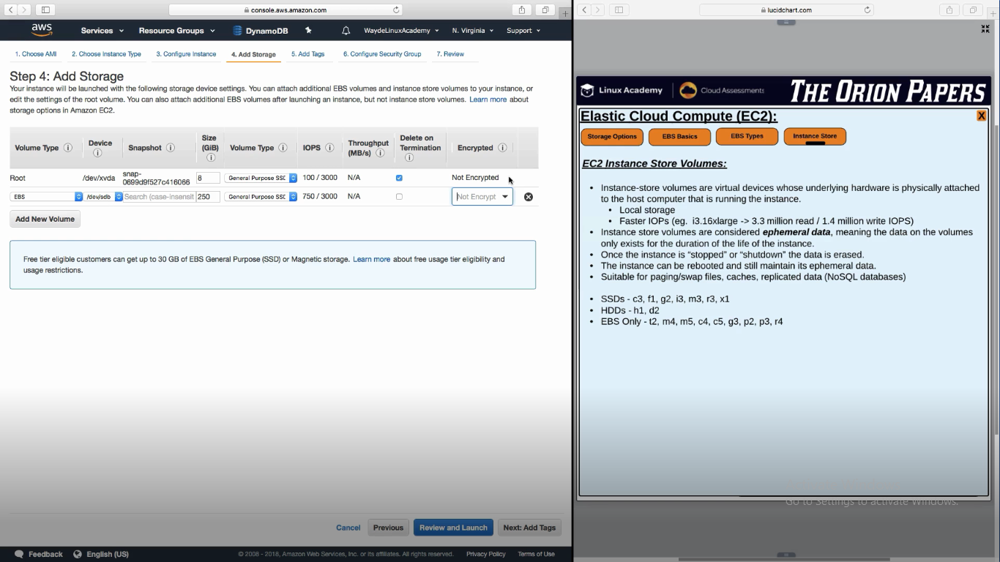 console.aws.amazon.com
aws
Services
Resource Groups
DynamoDB
WaydeLinuxAcademy
N. Virginia
Support
1. Choose AMI
2. Choose Instance Type
3. Configure Instance
4. Add Storage
5. Add Tags
6. Configure Security Group
7. Review
Step 4: Add Storage
Your instance will be launched with the following storage device settings. You can attach additional EBS volumes and instance store volumes to your instance, or
edit the settings of the root volume. You can also attach additional EBS volumes after launching an instance, but not instance store volumes. Learn more about
storage options in Amazon EC2.
Volume Type
Device
Snapshot
Size
(GiB)
Volume Type
IOPS
Throughput
(MB/s)
Delete on
Termination
Encrypted
Root
/dev/xvda
snap-
0699d9f527c416066
8
General Purpose SSD
100 / 3000
N/A
Not Encrypted
EBS
/dev/sdb
Search (case-insensit
250
General Purpose SSD
750 / 3000
N/A
Not Encrypt
Add New Volume
Free tier eligible customers can get up to 30 GB of EBS General Purpose (SSD) or Magnetic storage. Learn more about free usage tier eligibility and
usage restrictions.
Cancel
Previous
Review and Launch
Next: Add Tags
Feedback
English (US)
© 2008 - 2018, Amazon Web Services, Inc. or its affiliates. All rights reserved.
Privacy Policy
Terms of Use
lucidchart.com
Linux Academy
Cloud Assessments
THE ORION PAPERS
Elastic Cloud Compute (EC2):
X
Storage Options
EBS Basics
EBS Types
Instance Store
EC2 Instance Store Volumes:
• Instance-store volumes are virtual devices whose underlying hardware is physically attached
to the host computer that is running the instance.
• Local storage
• Faster IOPs (eg. i3.16xlarge -> 3.3 million read / 1.4 million write IOPS)
• Instance store volumes are considered ephemeral data, meaning the data on the volumes
only exists for the duration of the life of the instance.
• Once the instance is “stopped” or “shutdown” the data is erased.
• The instance can be rebooted and still maintain its ephemeral data.
• Suitable for paging/swap files, caches, replicated data (NoSQL databases)
• SSDs - c3, f1, g2, i3, m3, r3, x1
• HDDs - h1, d2
• EBS Only - t2, m4, m5, c4, c5, g3, p2, p3, r4
Go to Settings to activate Windows.